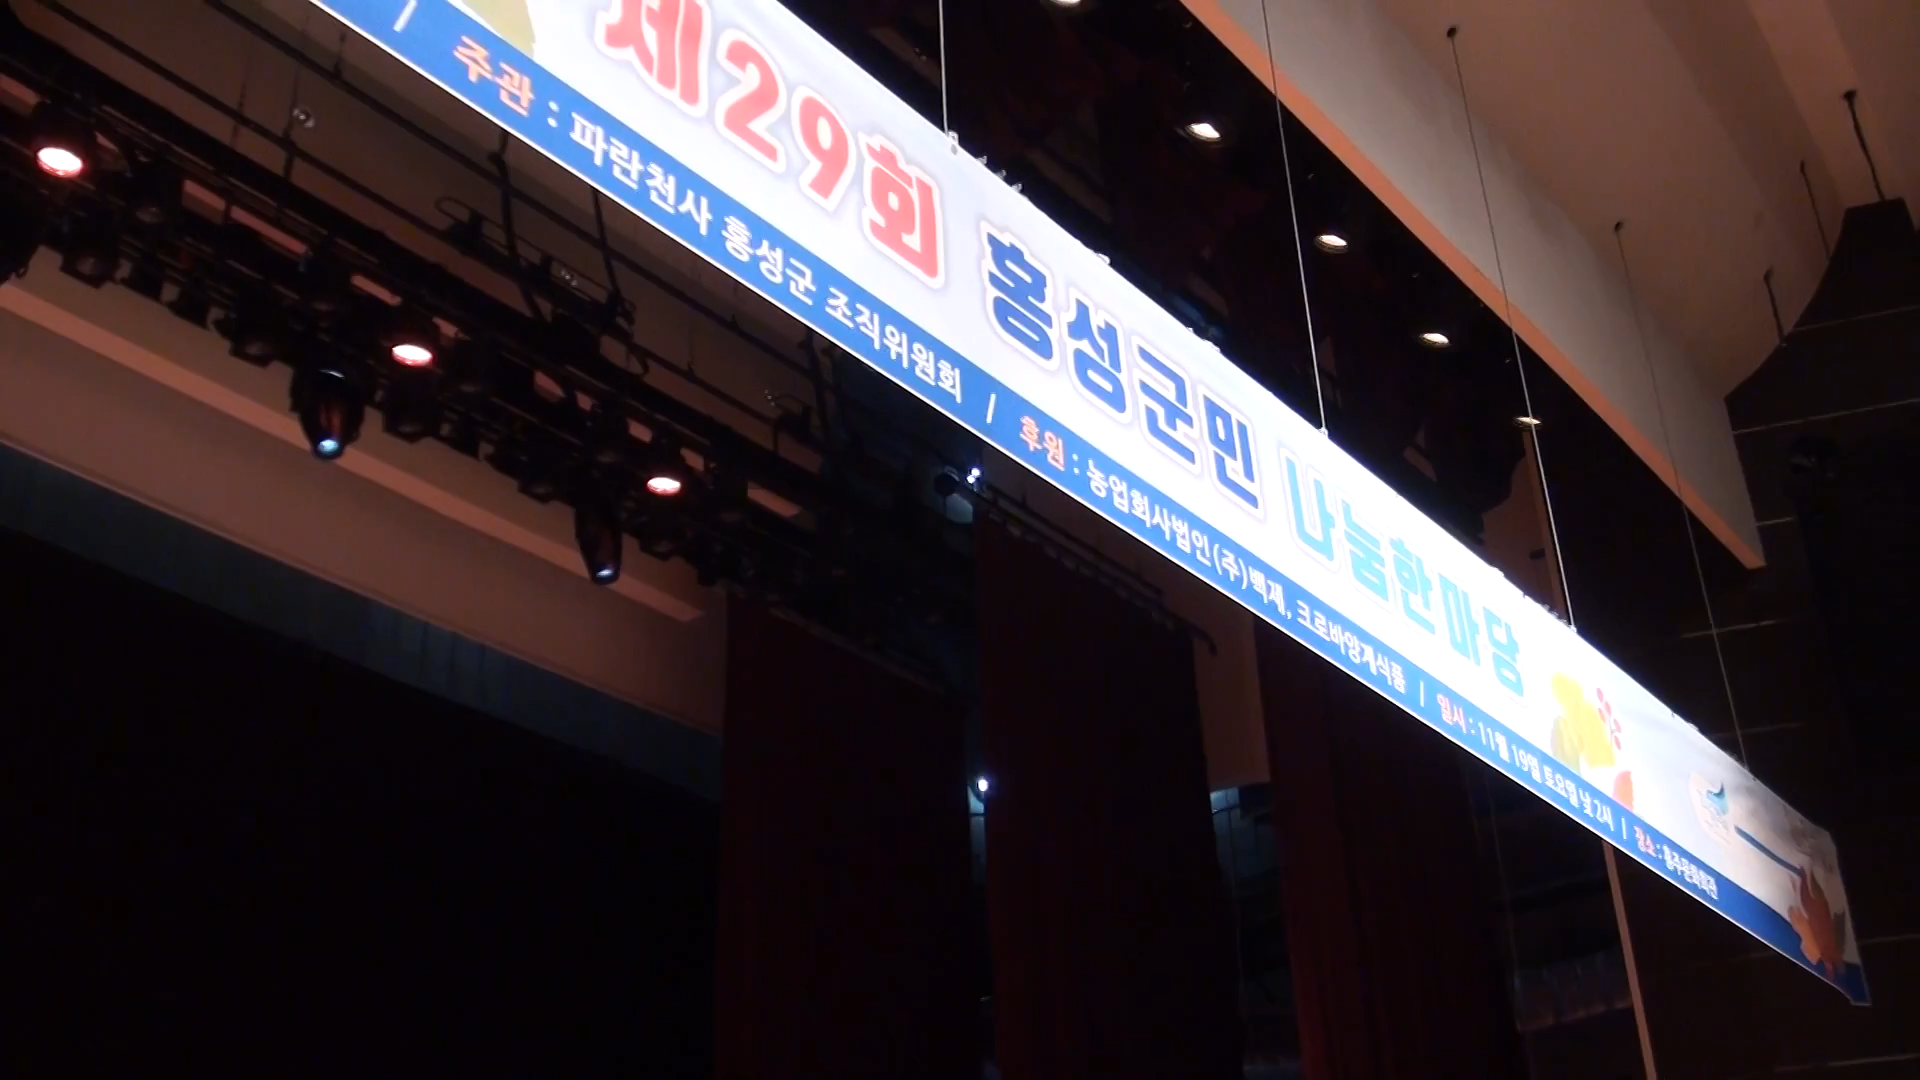 제29회 홍성군민 나눔한마당
/ 주관 : 파란천사 홍성군 조직위원회 / 후원 : 농업회사법인(주)백제, 크로바양계식품 / 일시 : 11월 19일 토요일 낮 2시 / 장소 : 홍주문화회관